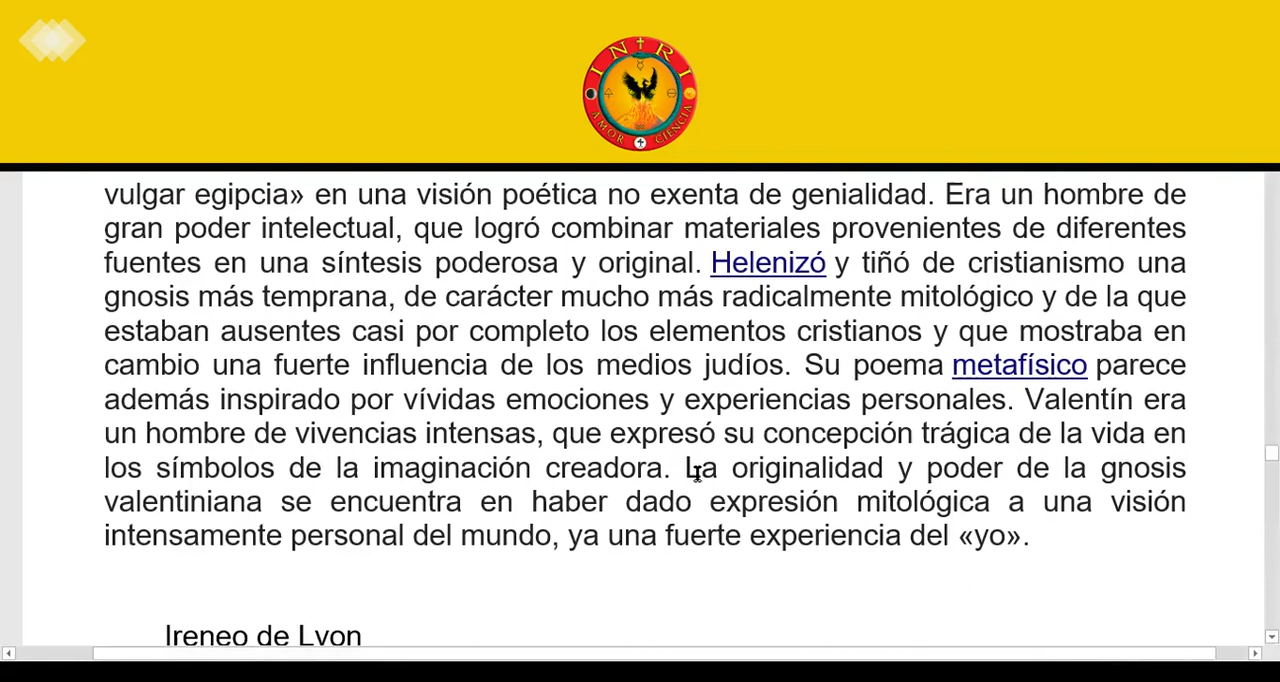 INRI
AMOR CIENCIA
vulgar egipcia» en una visión poética no exenta de genialidad. Era un hombre de
gran poder intelectual, que logró combinar materiales provenientes de diferentes
fuentes en una síntesis poderosa y original. Helenizó y tiñó de cristianismo una
gnosis más temprana, de carácter mucho más radicalmente mitológico y de la que
estaban ausentes casi por completo los elementos cristianos y que mostraba en
cambio una fuerte influencia de los medios judíos. Su poema metafísico parece
además inspirado por vívidas emociones y experiencias personales. Valentín era
un hombre de vivencias intensas, que expresó su concepción trágica de la vida en
los símbolos de la imaginación creadora. La originalidad y poder de la gnosis
valentiniana se encuentra en haber dado expresión mitológica a una visión
intensamente personal del mundo, ya una fuerte experiencia del «yo».
Ireneo de Lyon